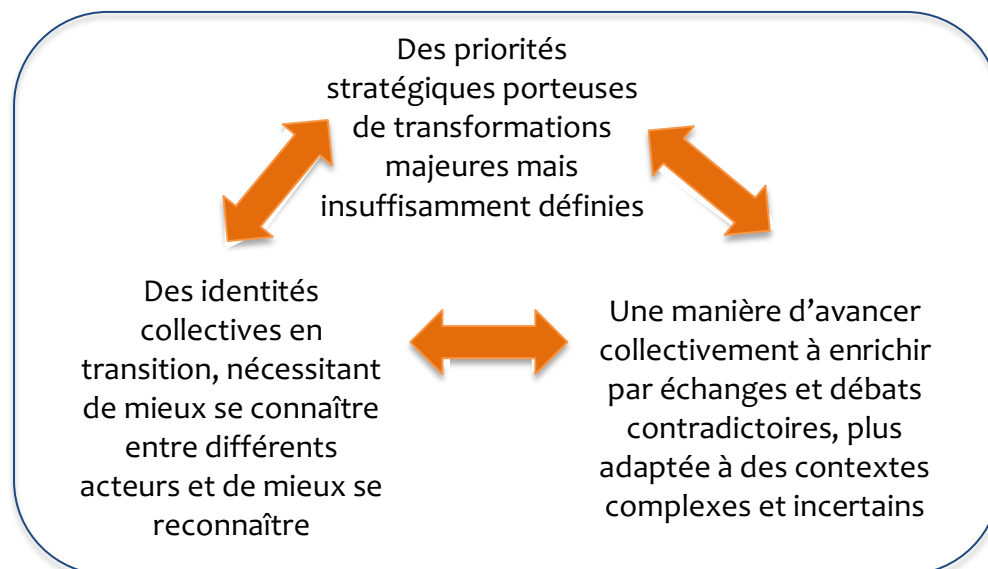 Des priorités
stratégiques porteuses
de transformations
majeures mais
insuffisamment définies
Des identités
collectives en
transition, nécessitant
de mieux se connaître
entre différents
acteurs et de mieux se
reconnaître
Une manière d’avancer
collectivement à enrichir
par échanges et débats
contradictoires, plus
adaptée à des contextes
complexes et incertains